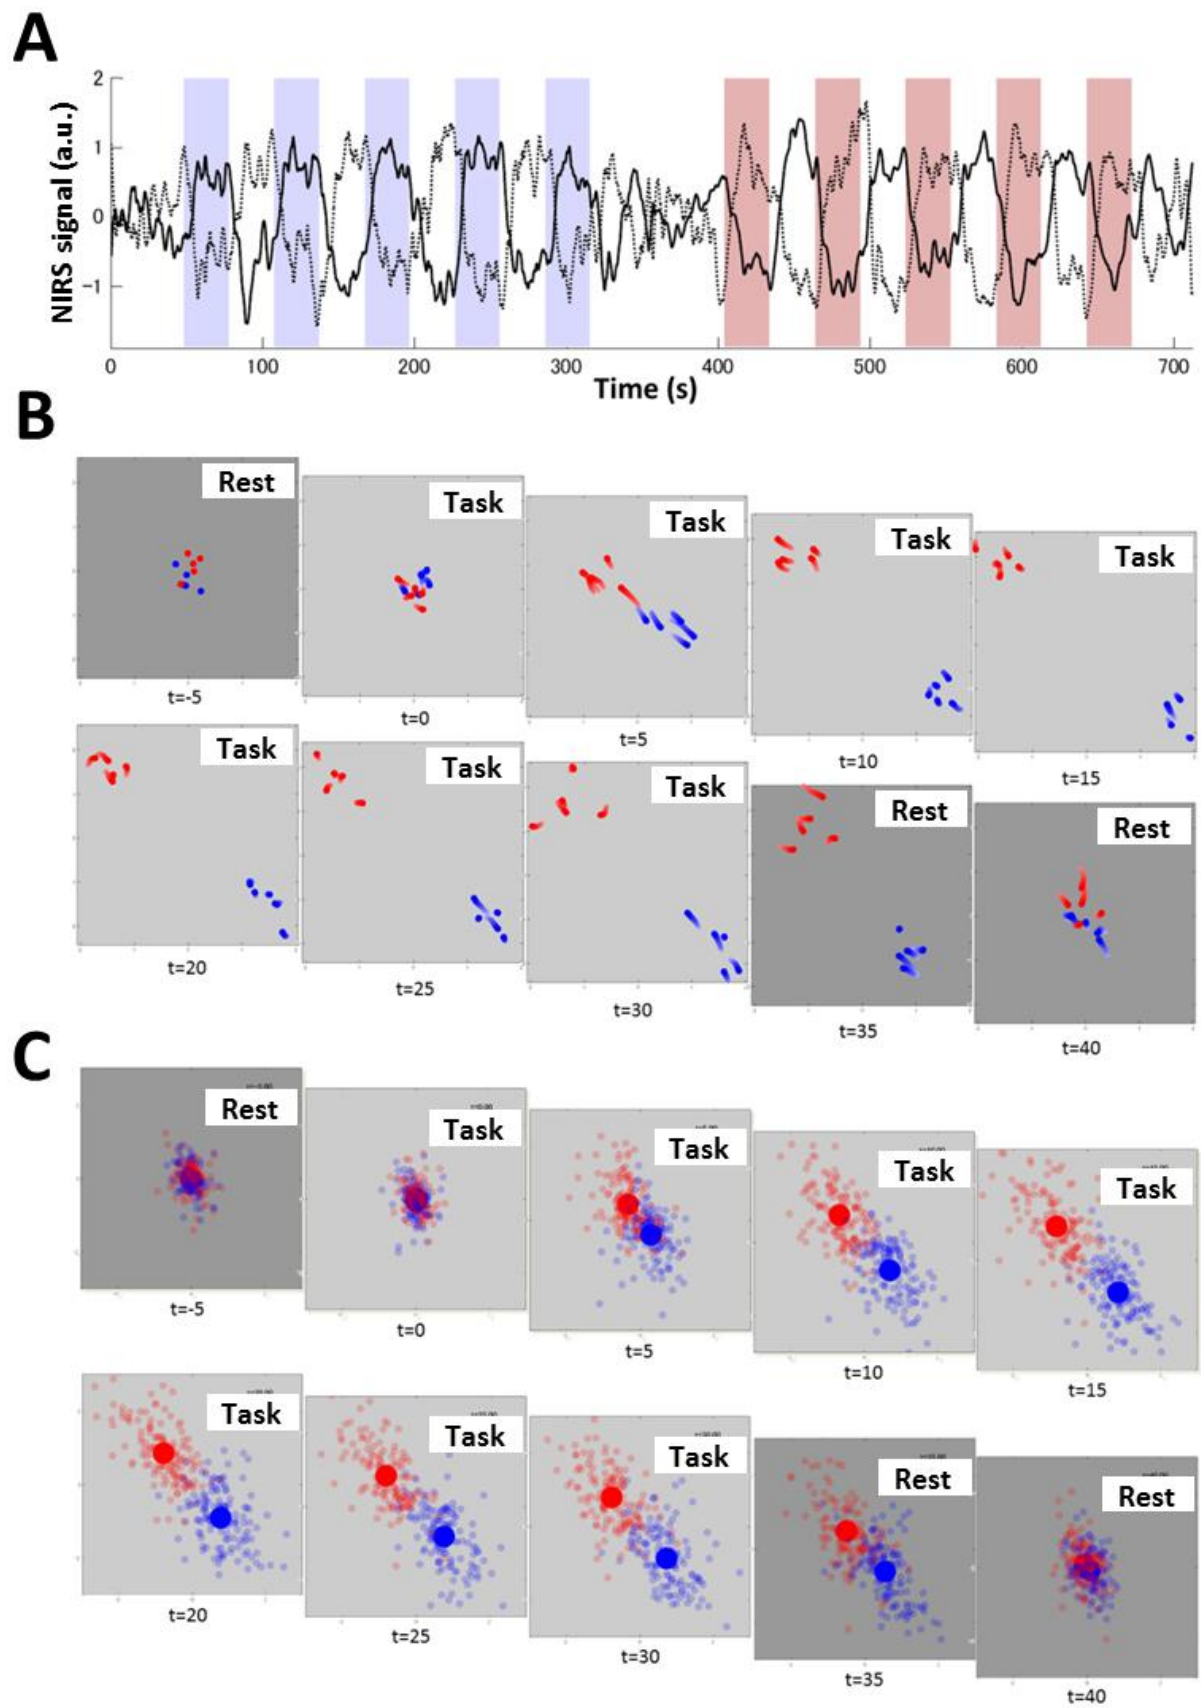 A
NIRS signal (a.u.)
2
1
0
−1
0 100 200 300 400 500 600 700
Time (s)
B
Rest
Task
Task
Task
Task
t=-5
t=0
t=5
t=10
t=15
Task
Task
Task
Rest
Rest
t=20
t=25
t=30
t=35
t=40
C
Rest
Task
Task
Task
Task
t=-5
t=0
t=5
t=10
t=15
Task
Task
Task
Rest
Rest
t=20
t=25
t=30
t=35
t=40